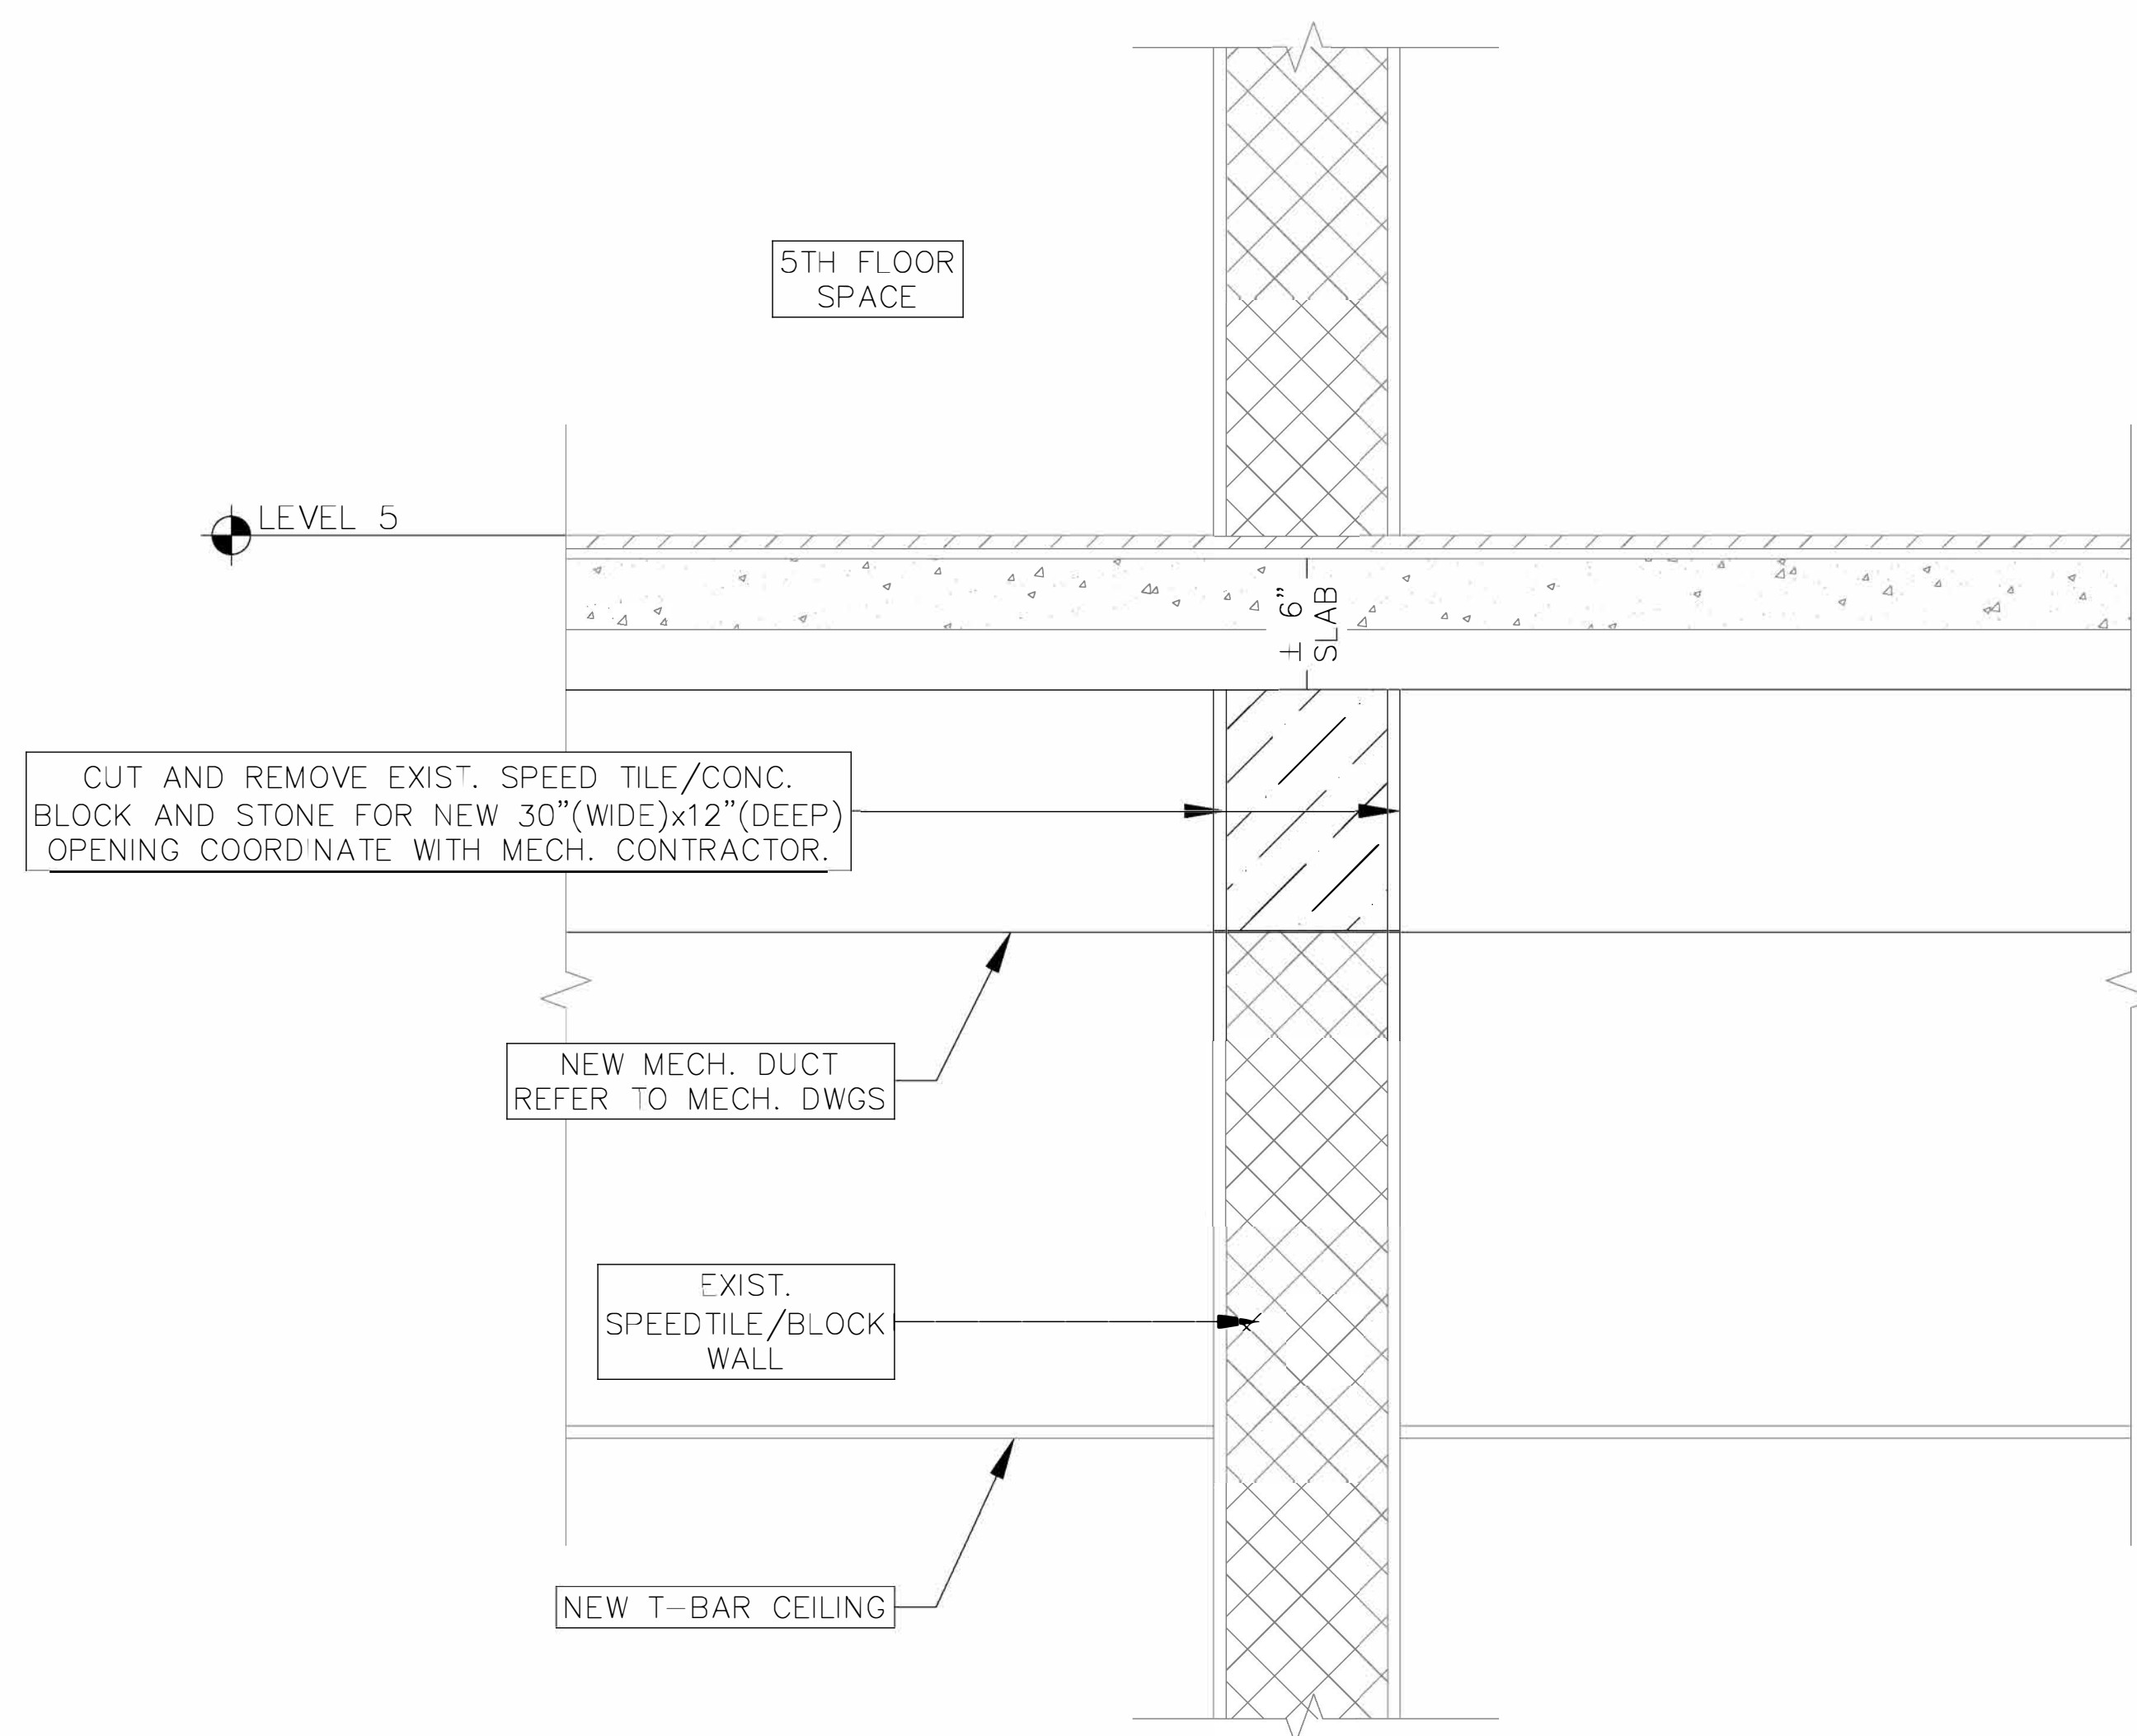 5TH FLOOR
SPACE
LEVEL 5
± 6"
SLAB
CUT AND REMOVE EXIST. SPEED TILE/CONC.
BLOCK AND STONE FOR NEW 30"(WIDE)x12"(DEEP)
OPENING COORDINATE WITH MECH. CONTRACTOR.
NEW MECH. DUCT
REFER TO MECH. DWGS
EXIST.
SPEEDTILE/BLOCK
WALL
NEW T-BAR CEILING